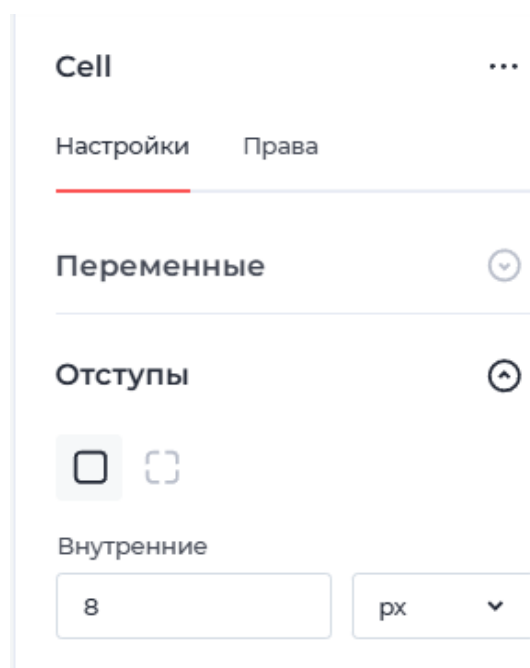 Cell
Настройки Права
Переменные
Отступы
Внутренние
8 px